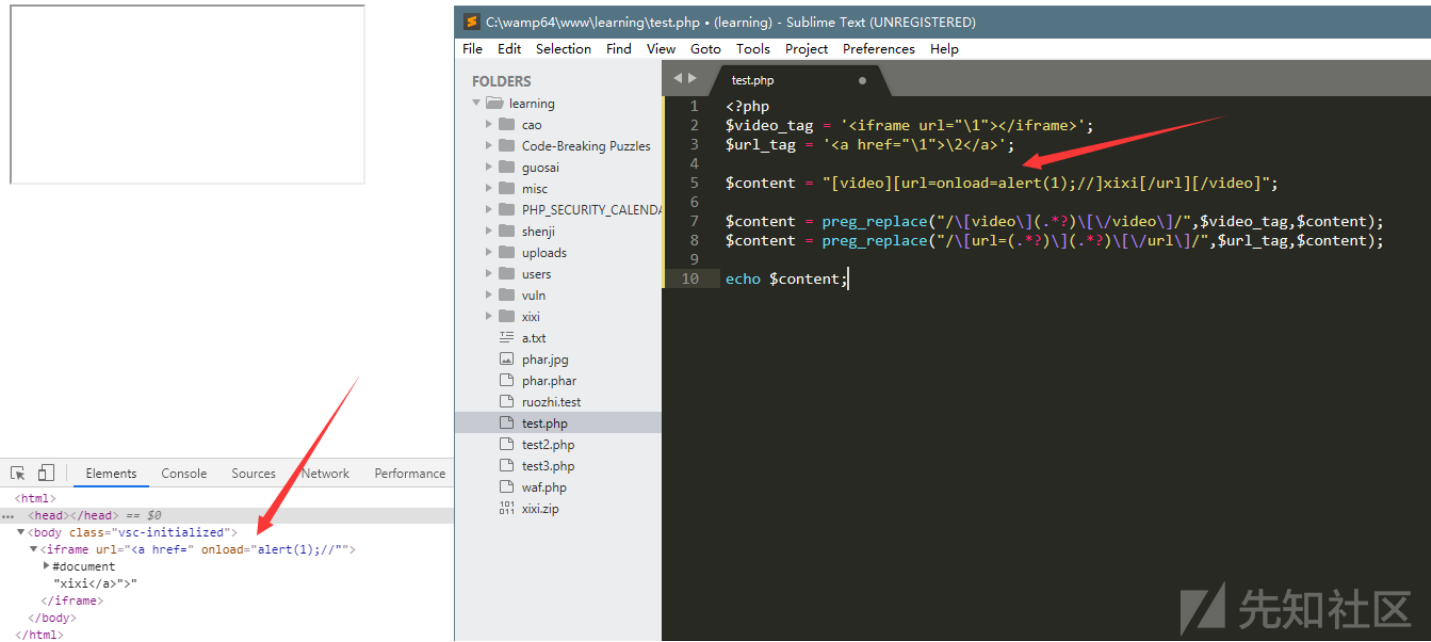 C:\wamp64\www\learning\test.php • (learning) - Sublime Text (UNREGISTERED)
File Edit Selection Find View Goto Tools Project Preferences Help
FOLDERS
learning
cao
Code-Breaking Puzzles
guosai
misc
PHP_SECURITY_CALENDA
shenji
uploads
users
vuln
xixi
a.txt
phar.jpg
phar.phar
ruozhi.test
test.php
test2.php
test3.php
waf.php
xixi.zip
test.php
1 <?php
2 $video_tag = '<iframe url="\1"></iframe>';
3 $url_tag = '<a href="\1">\2</a>';
4
5 $content = "[video][url=onload=alert(1);//]xixi[/url][/video]";
6
7 $content = preg_replace("/\[video\](.*?)\[\/video\]/",$video_tag,$content);
8 $content = preg_replace("/\[url=(.*?)\](.*?)\[\/url\]/",$url_tag,$content);
9
10 echo $content;
Elements Console Sources Network Performance
<html>
... <head></head> == $0
<body class="vsc-initialized">
<iframe url="<a href=" onload="alert(1);//"">
#document
"xixi</a>">"
</iframe>
</body>
</html>
先知社区